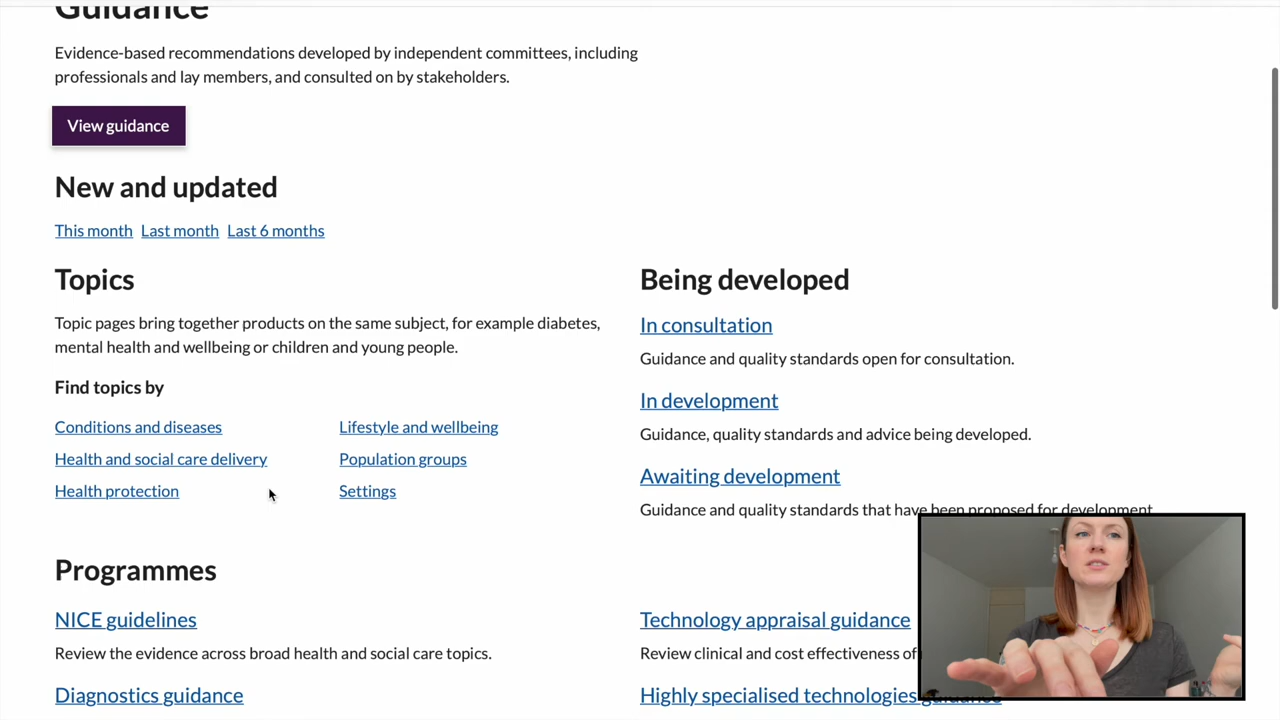 Guidance
Evidence-based recommendations developed by independent committees, including
professionals and lay members, and consulted on by stakeholders.
View guidance
New and updated
This month Last month Last 6 months
Topics
Topic pages bring together products on the same subject, for example diabetes,
mental health and wellbeing or children and young people.
Find topics by
Conditions and diseases
Lifestyle and wellbeing
Health and social care delivery
Population groups
Health protection
Settings
Being developed
In consultation
Guidance and quality standards open for consultation.
In development
Guidance, quality standards and advice being developed.
Awaiting development
Guidance and quality standards that have been proposed for development.
Programmes
NICE guidelines
Review the evidence across broad health and social care topics.
Diagnostics guidance
Technology appraisal guidance
Review clinical and cost effectiveness of
Highly specialised technologies guidance